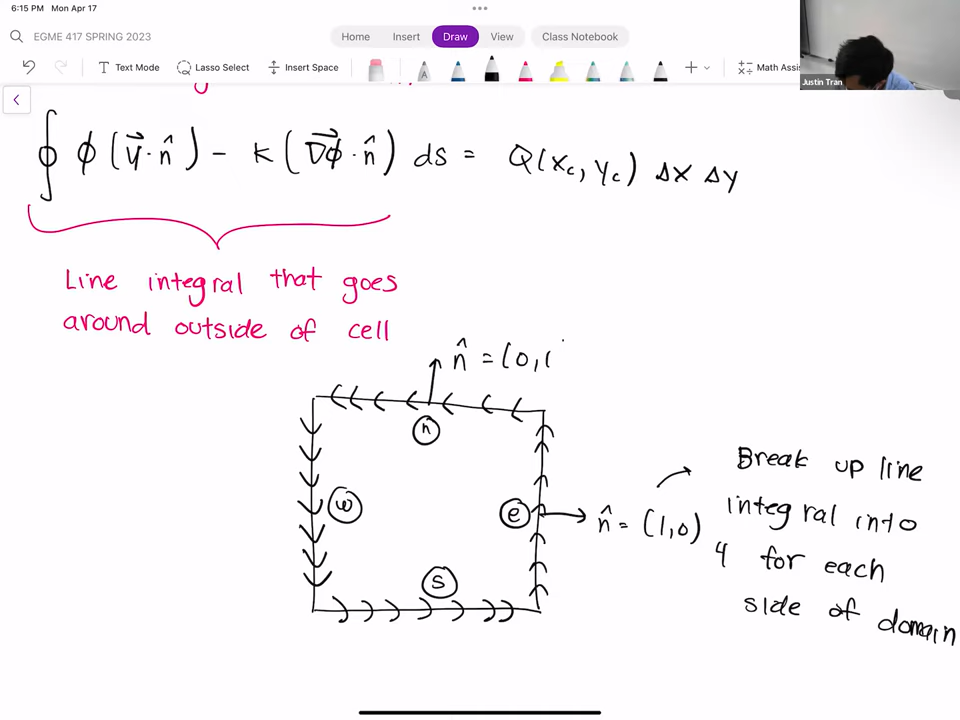 6:15 PM Mon Apr 17
EGME 417 SPRING 2023
Home Insert Draw View Class Notebook
Text Mode Lasso Select Insert Space Math Assis
Justin Tran
∮ φ(V⃗·n̂) - K(∇⃗φ·n̂) ds = Q(xc, yc) Δx Δy
Line integral that goes
around outside of cell
n̂ = (0,1
n
w
e
n̂ = (1,0)
s
Break up line
integral into
4 for each
side of domain